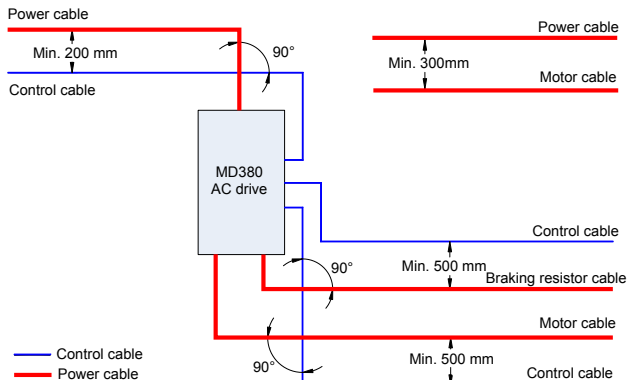 Power cable
Min. 200 mm
90°
Control cable
Power cable
Min. 300mm
Motor cable
MD380
AC drive
Control cable
90°
Min. 500 mm
Braking resistor cable
Motor cable
Control cable
90°
Min. 500 mm
Power cable
Control cable